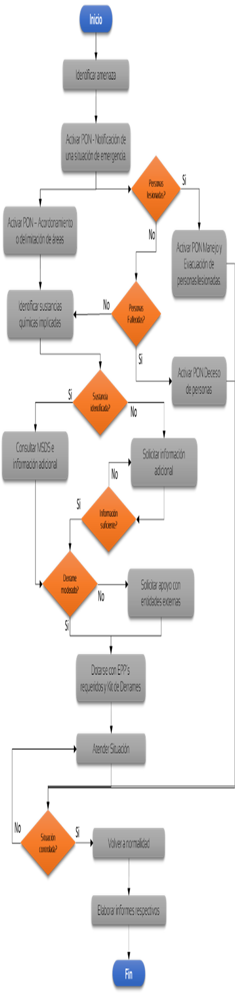 Inicio
Identificar amenaza
Activar PON - Notificación de
una situación de emergencia.
Personas
lesionadas?
Si
No
Activar PON – Acordonamiento
o delimitación de áreas
Activar PON Manejo y
Evacuación de
personas lesionadas.
Identificar sustancias
químicas implicadas
No
Personas
Fallecidas?
Si
Activar PON Deceso
de personas
Sustancia
identificada?
Si
No
Consultar MSDS e
información adicional
Solicitar información
adicional
No
Información
suficiente?
Si
Derrame
moderado?
No
Si
Solicitar apoyo con
entidades externas
Dotarse con EPP´s
requeridos y Kit de Derrames
Atender Situación
No
Situación
controlada?
Si
Volver a normalidad
Elaborar informes respectivos
Fin